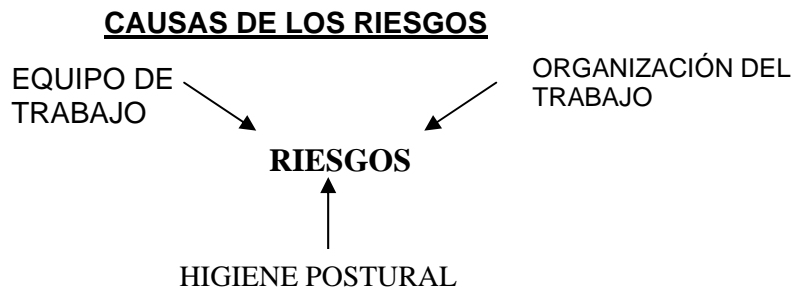 CAUSAS DE LOS RIESGOS
EQUIPO DE
TRABAJO
ORGANIZACIÓN DEL
TRABAJO
RIESGOS
HIGIENE POSTURAL